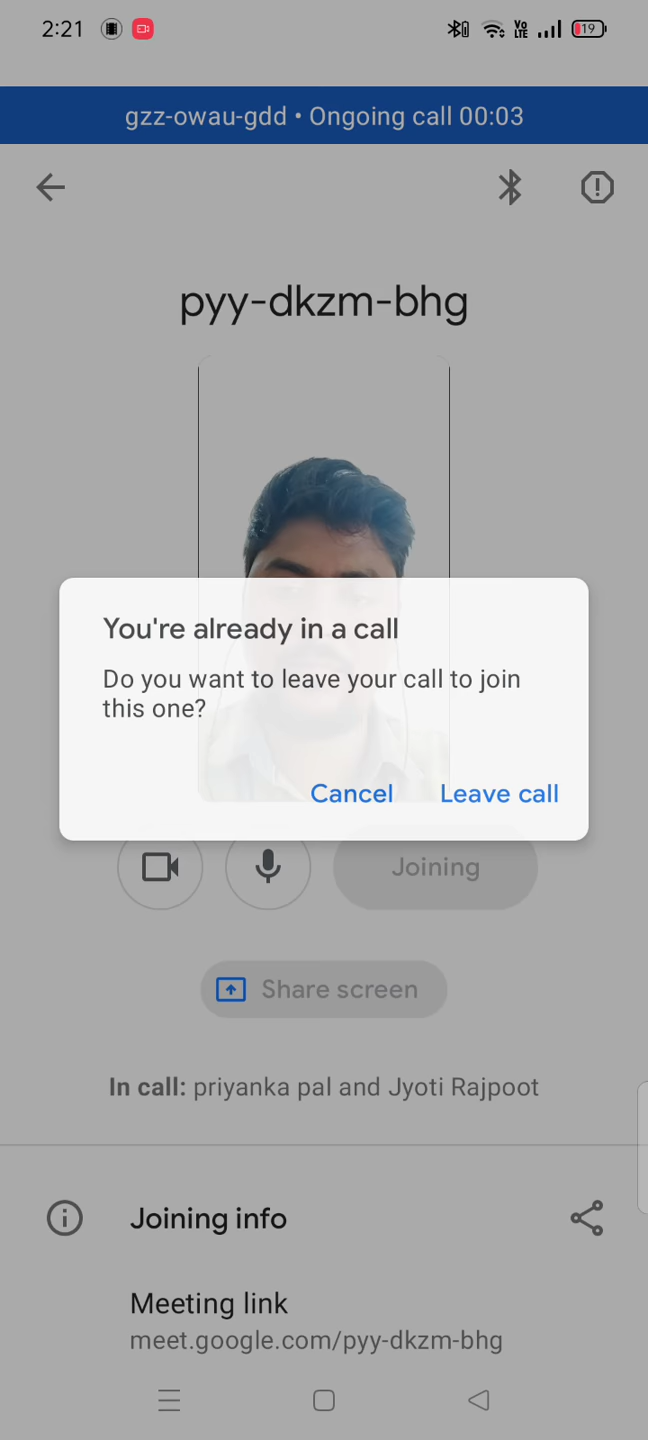 2:21
VO
LTE
19
gzz-owau-gdd • Ongoing call 00:03
pyy-dkzm-bhg
You're already in a call
Do you want to leave your call to join
this one?
Cancel Leave call
Joining
Share screen
In call: priyanka pal and Jyoti Rajpoot
Joining info
Meeting link
meet.google.com/pyy-dkzm-bhg